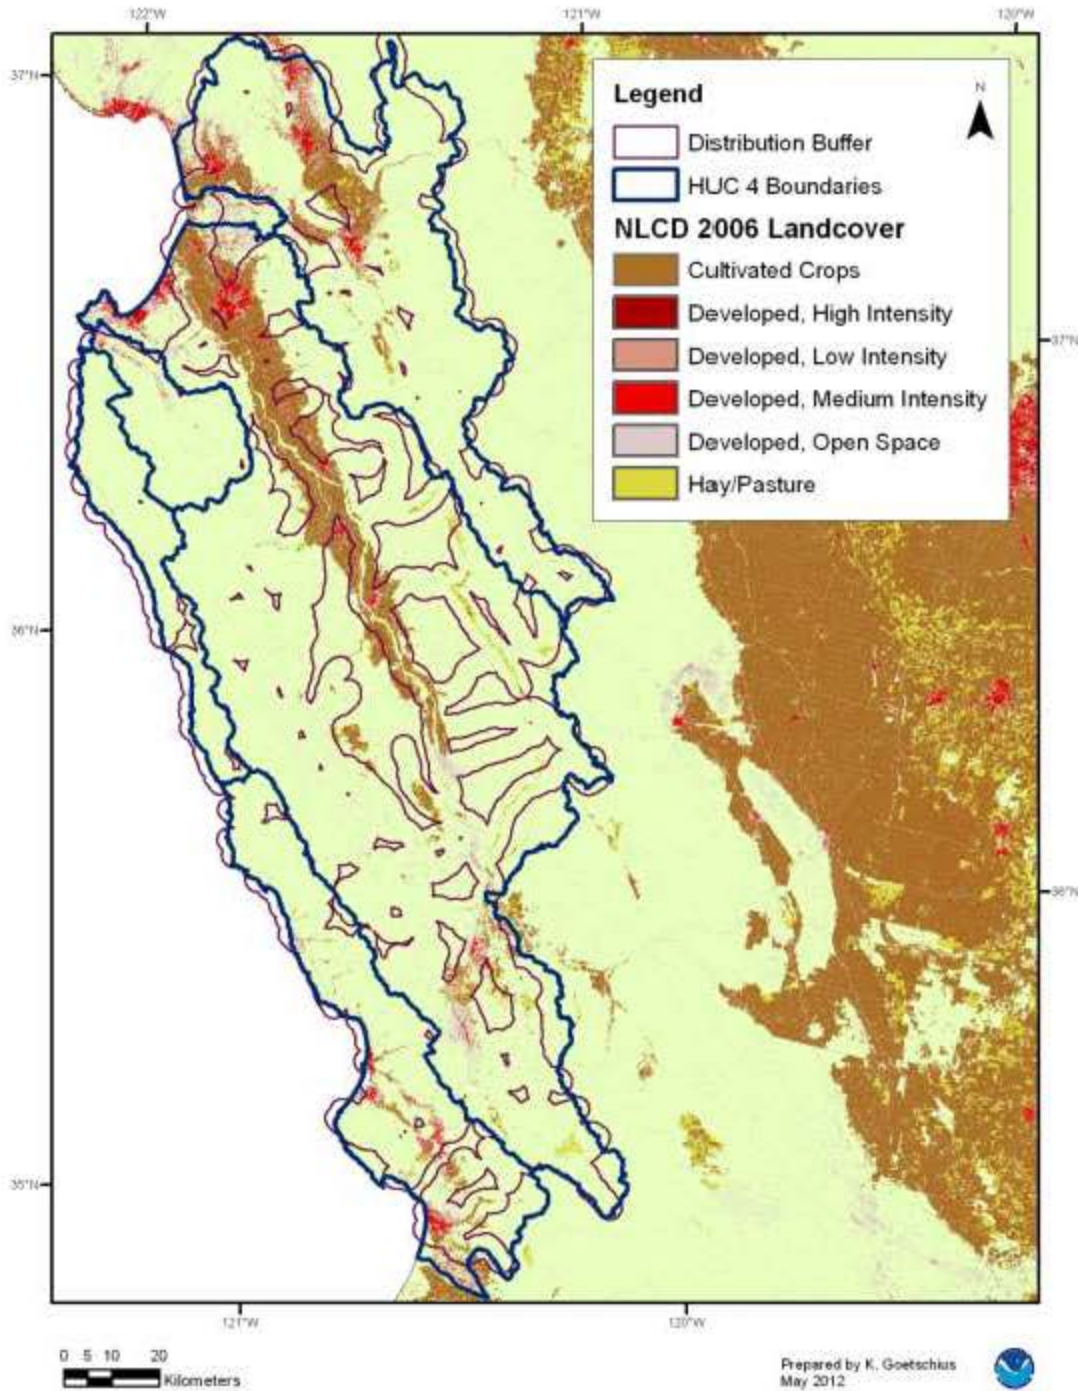 122°W 121°W 120°W
37°N
N
Legend
Distribution Buffer
HUC 4 Boundaries
NLCD 2006 Landcover
Cultivated Crops
Developed, High Intensity
Developed, Low Intensity
Developed, Medium Intensity
Developed, Open Space
Hay/Pasture
37°N
36°N
36°N
35°N
121°W 120°W
0 5 10 20
Kilometers
Prepared by K. Goetschius
May 2012